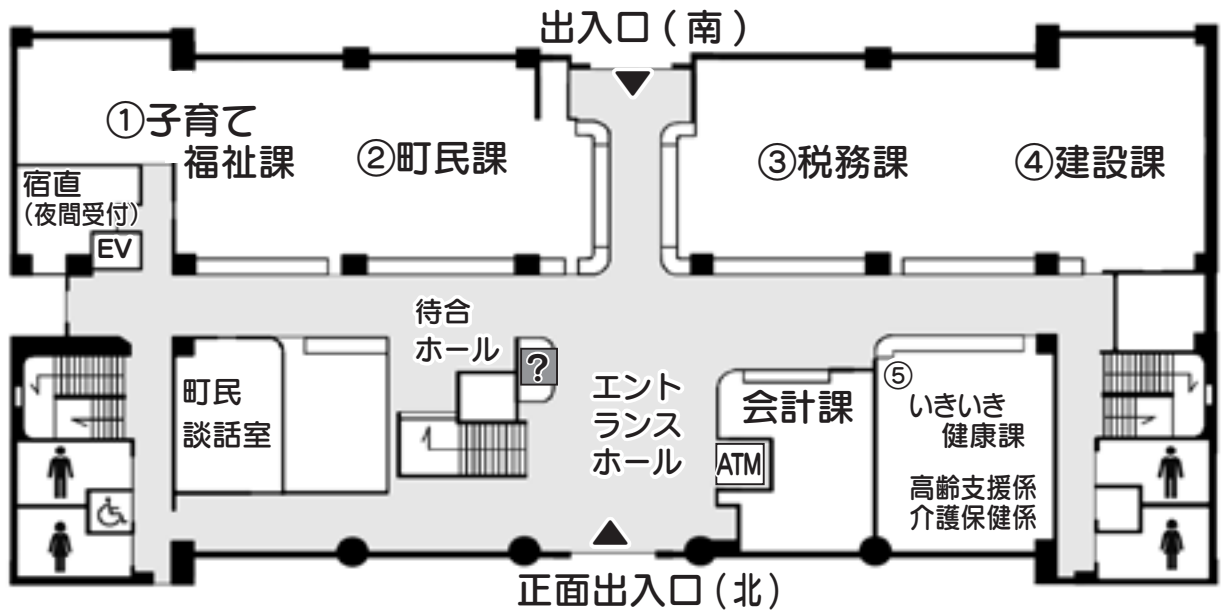 出入口(南)
①子育て
福祉課
②町民課
③税務課
④建設課
宿直
(夜間受付)
EV
待合
ホール
?
エント
ランス
ホール
町民
談話室
会計課
ATM
⑤
いきいき
健康課
高齢支援係
介護保健係
正面出入口(北)